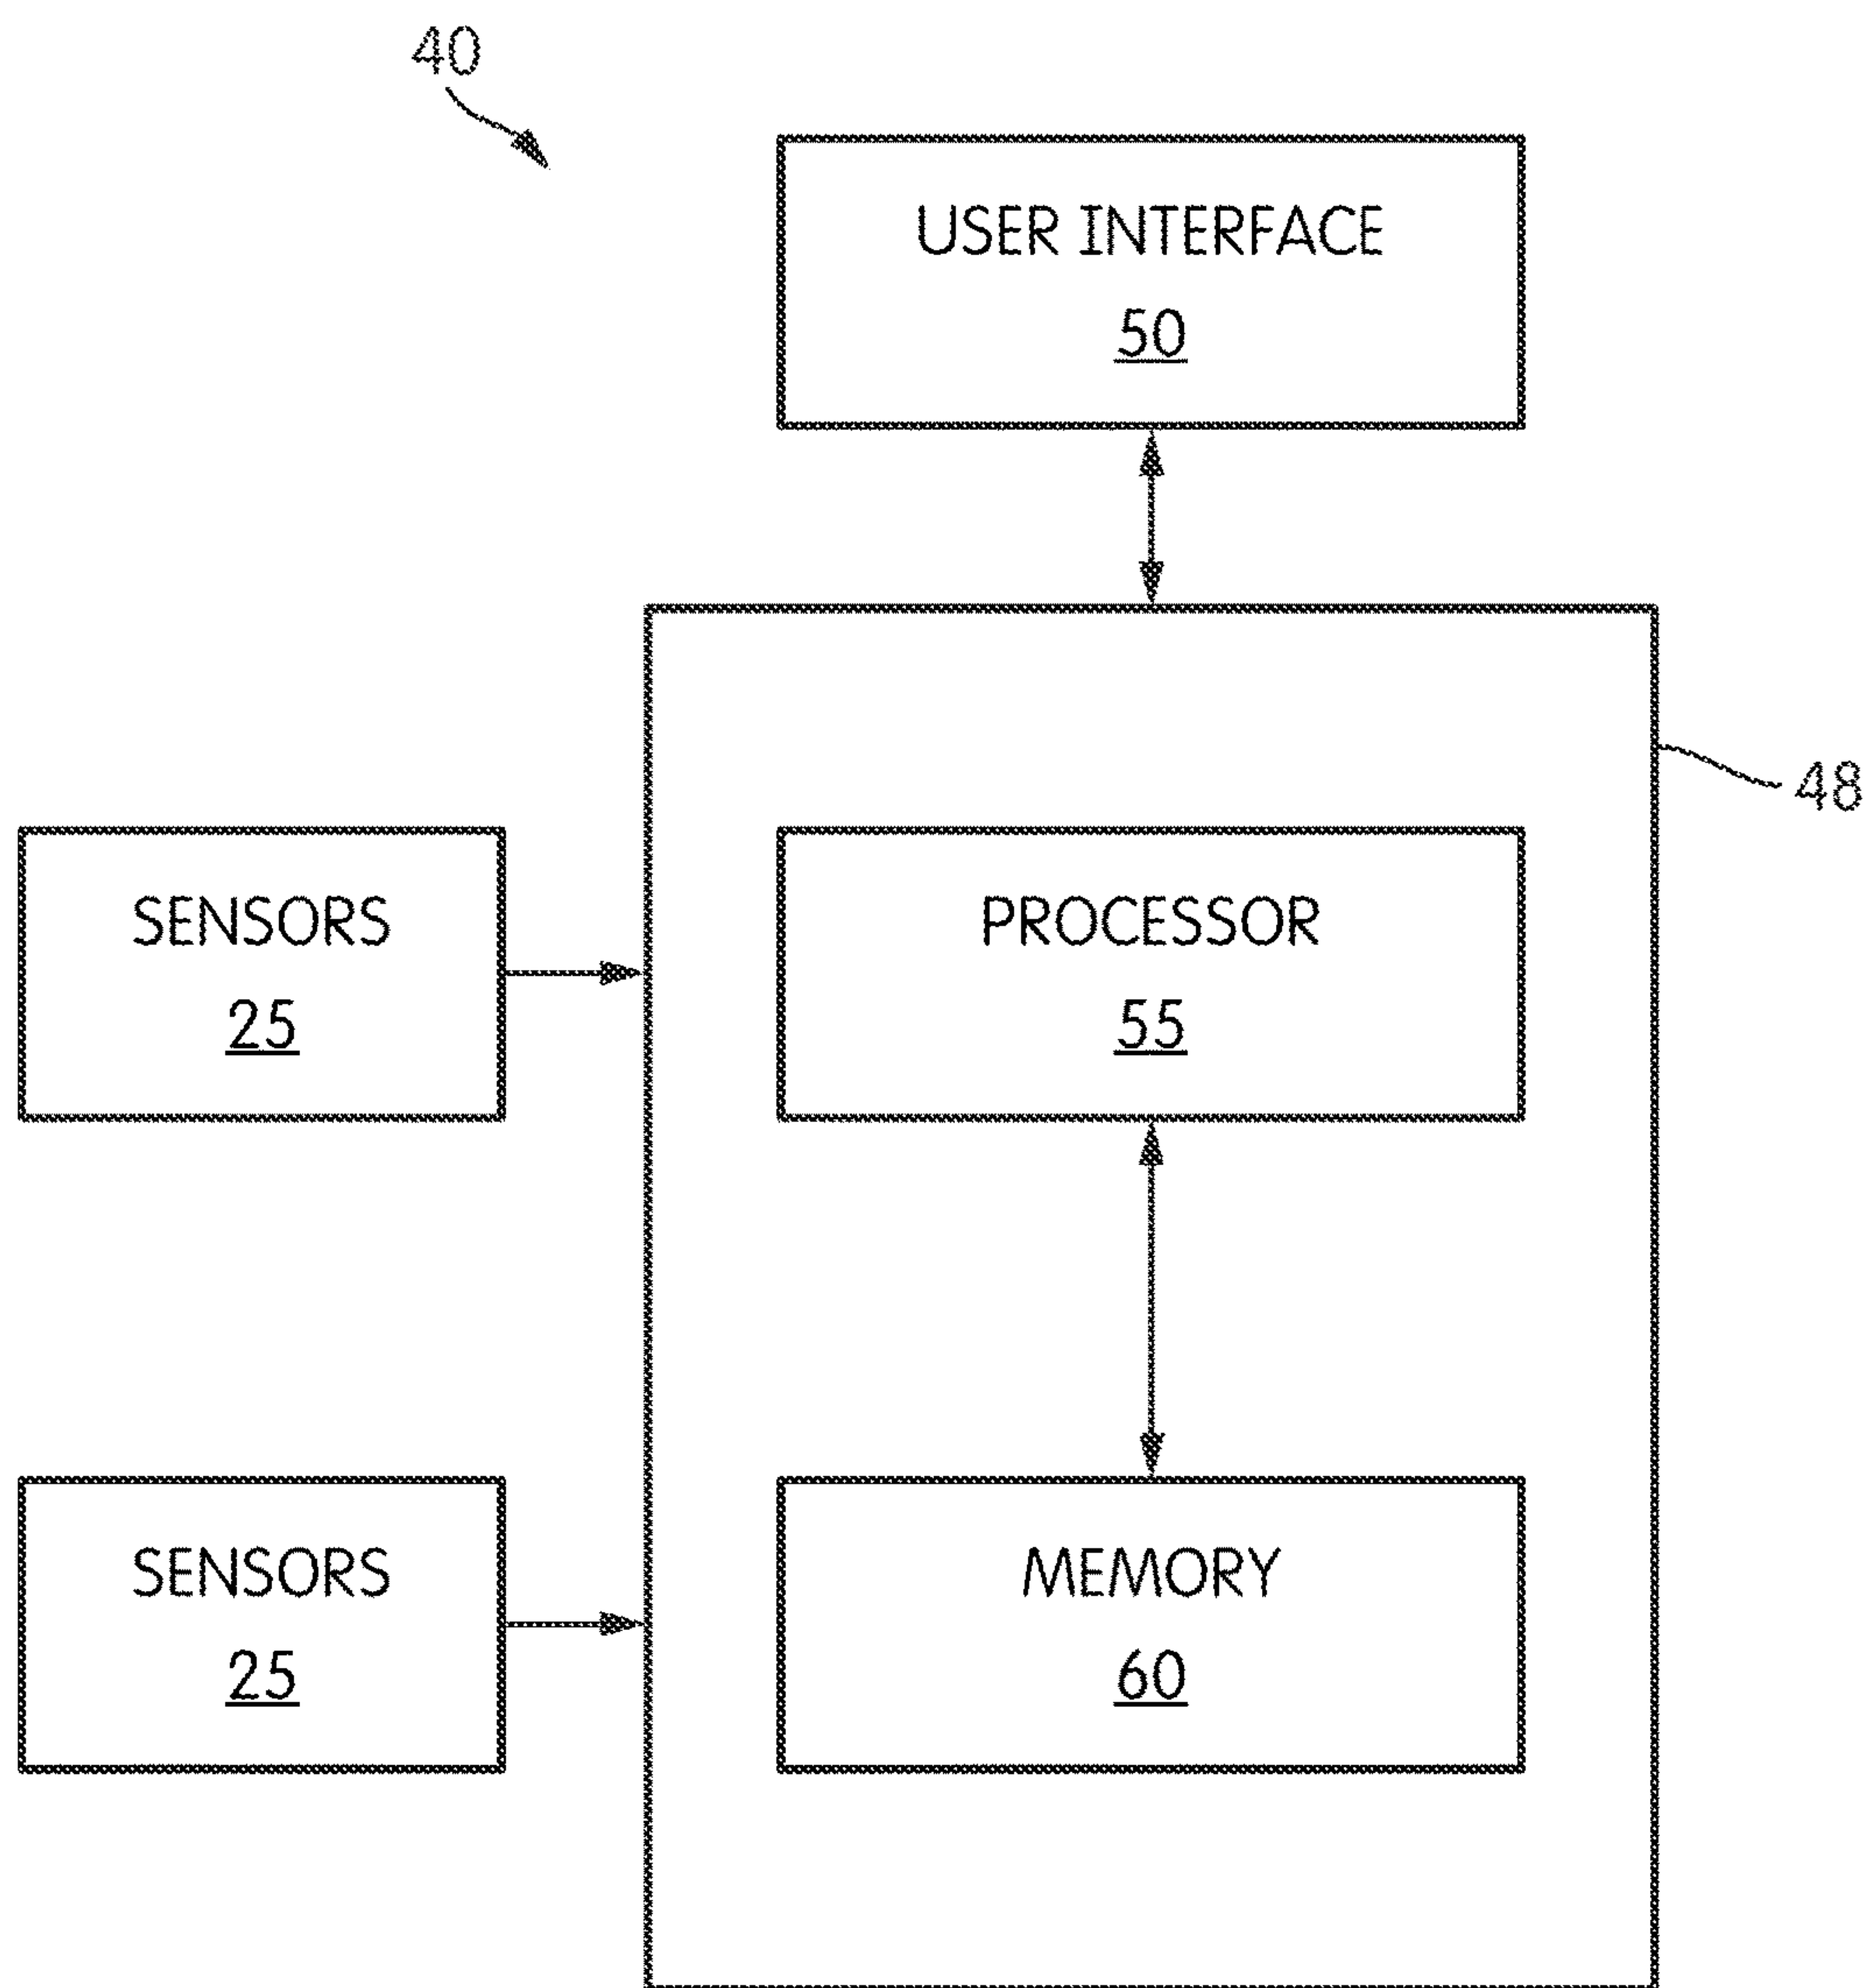 40
USER INTERFACE
50
48
SENSORS
25
PROCESSOR
55
SENSORS
25
MEMORY
60